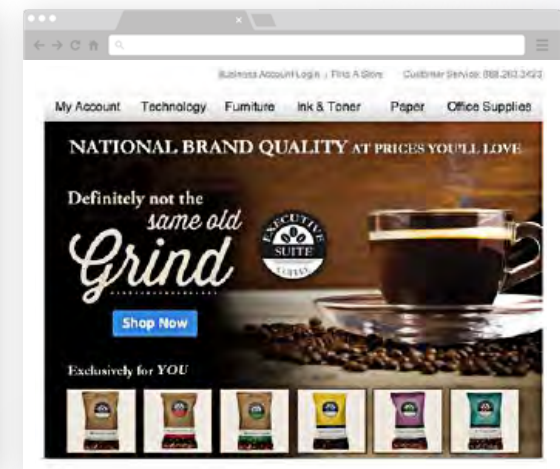 Business Account Login | Find A Store Customer Service: 888.263.3423
My Account Technology Furniture Ink & Toner Paper Office Supplies
NATIONAL BRAND QUALITY AT PRICES YOU'LL LOVE
Definitely not the
same old
Grind
EXECUTIVE
SUITE
COFFEE
Shop Now
Exclusively for YOU